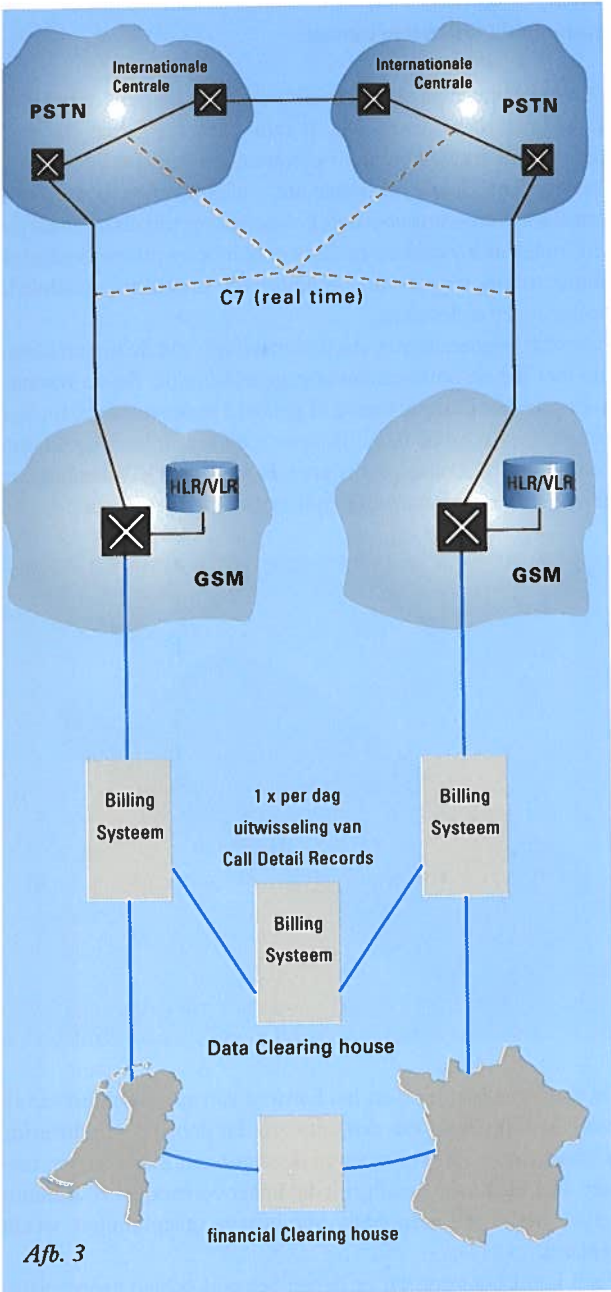 Internationale
Centrale
PSTN
Internationale
Centrale
PSTN
C7 (real time)
HLR/VLR
GSM
HLR/VLR
GSM
Billing
Systeem
1 x per dag
uitwisseling van
Call Detail Records
Billing
Systeem
Billing
Systeem
Data Clearing house
financial Clearing house
Afb. 3